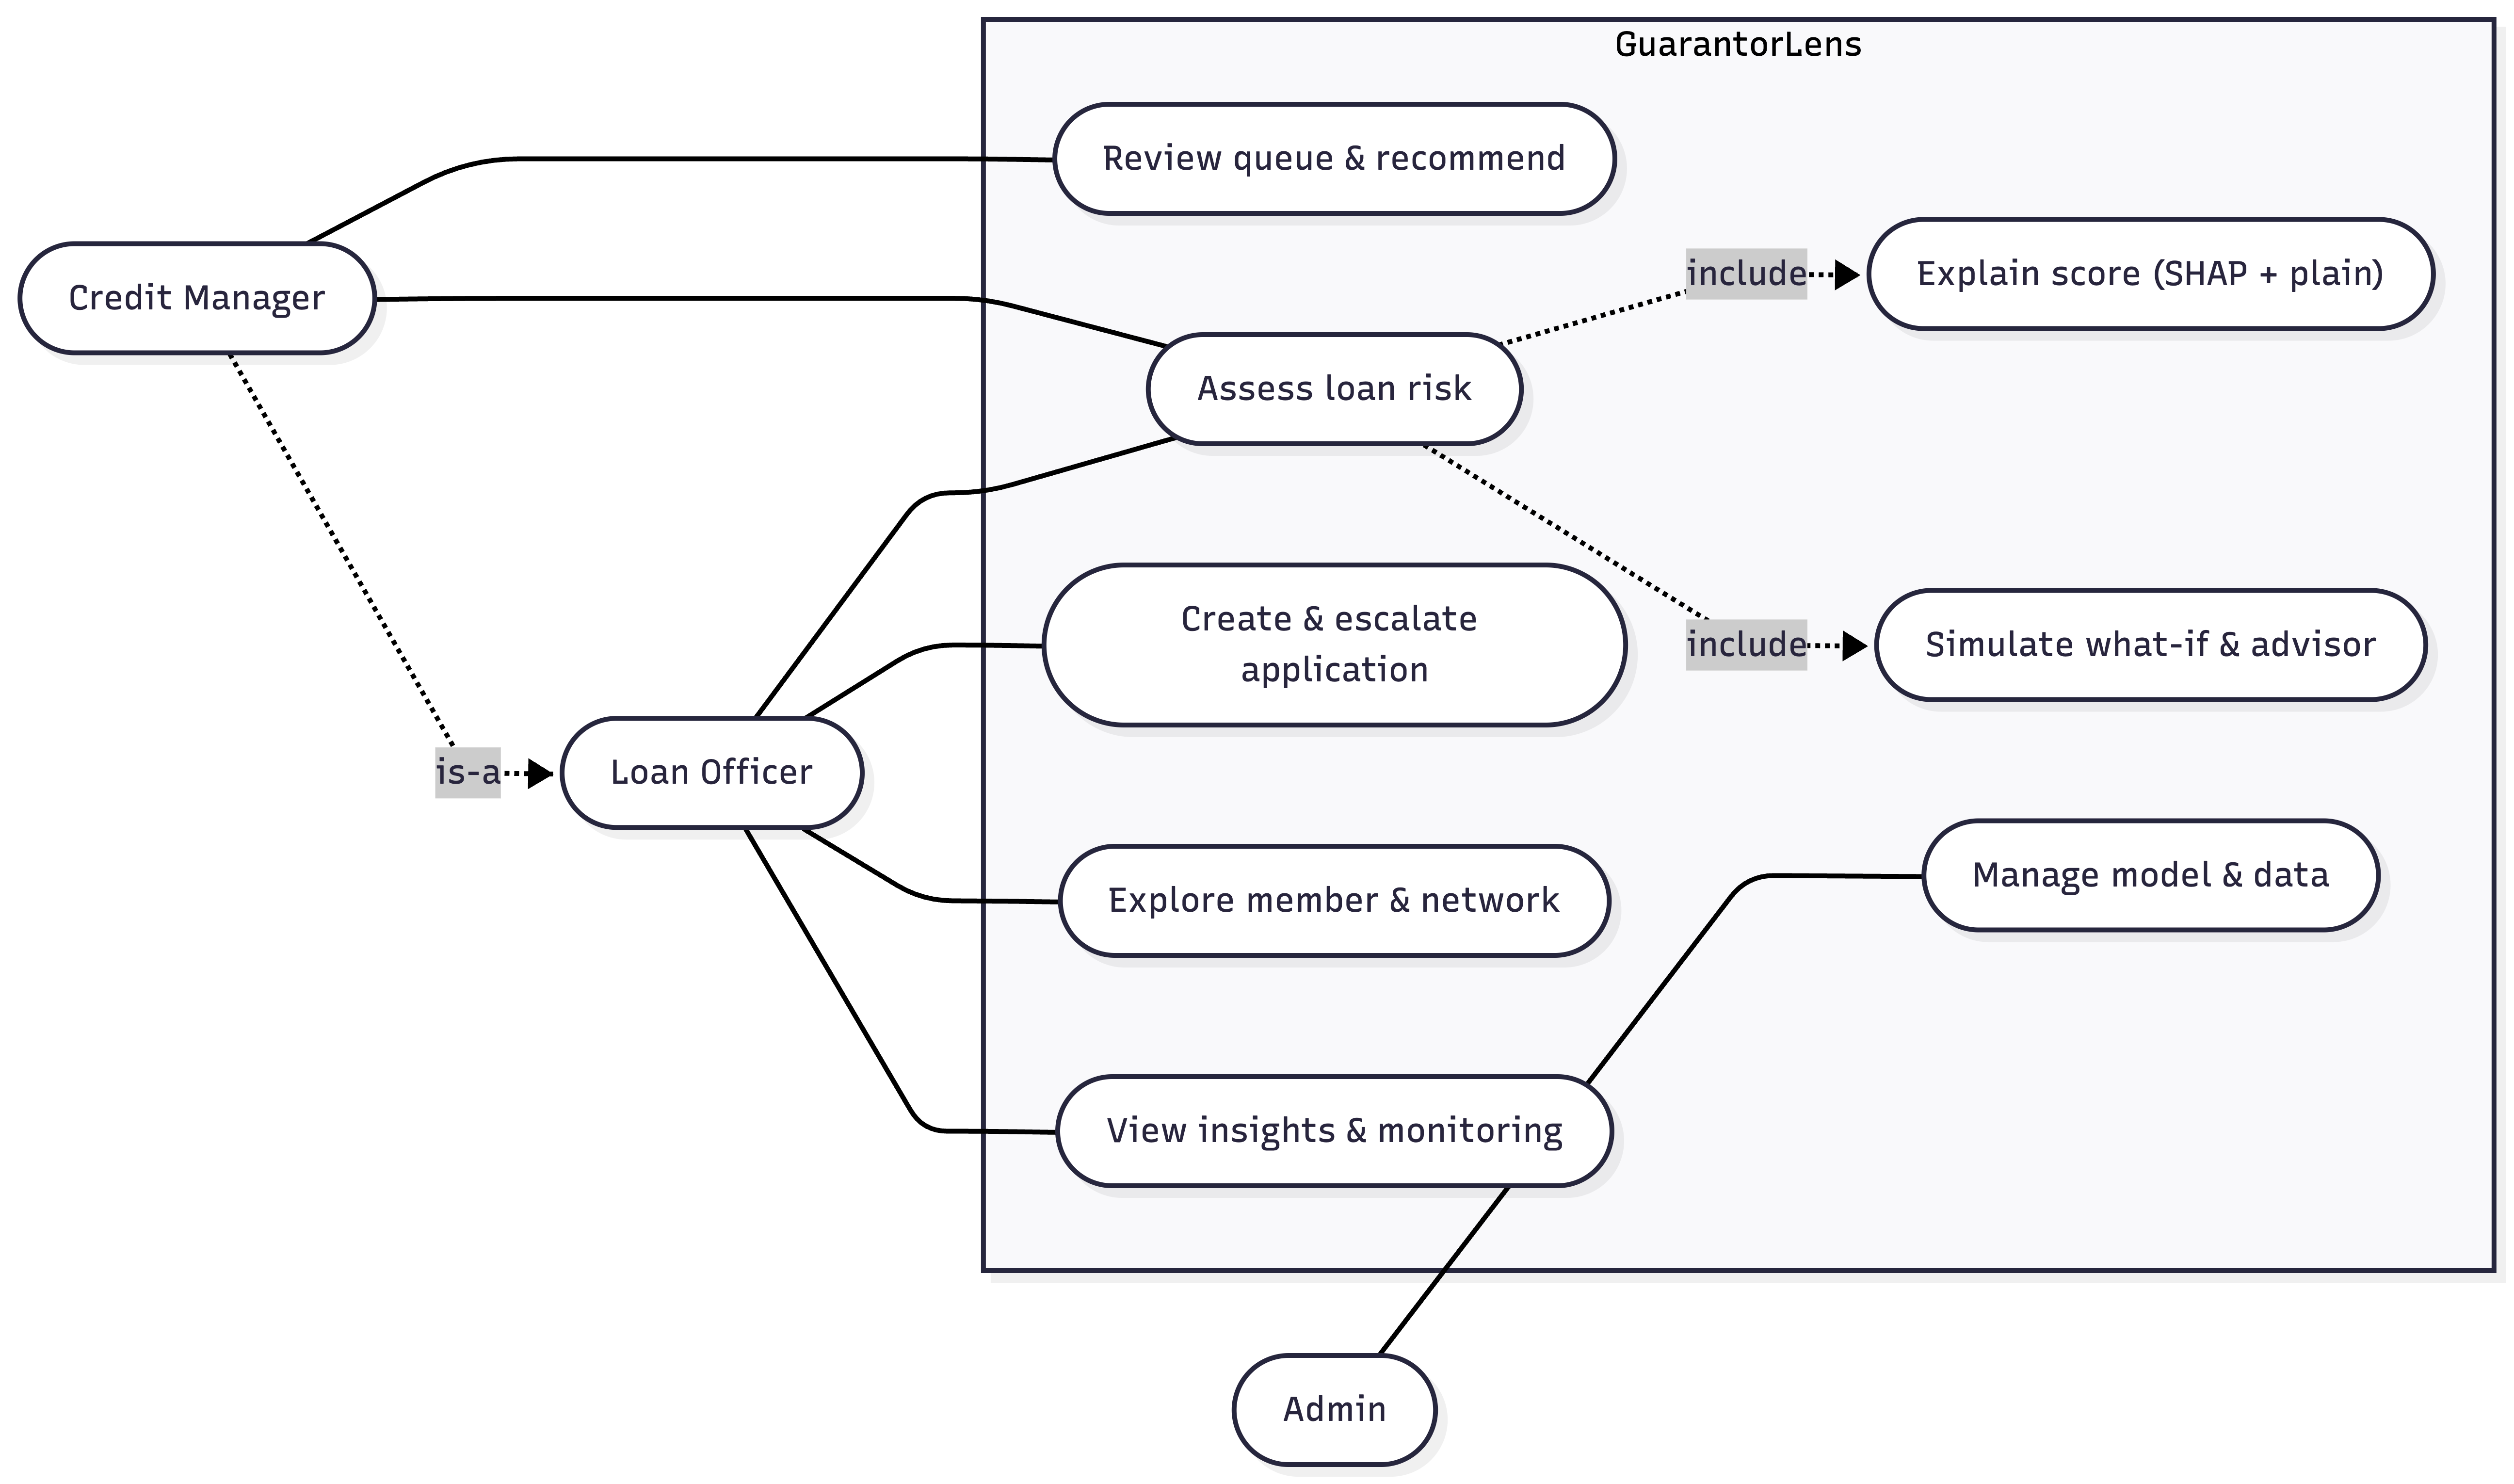 GuarantorLens
Review queue & recommend
Credit Manager
include
Explain score (SHAP + plain)
Assess loan risk
Create & escalate
application
include
Simulate what-if & advisor
is-a
Loan Officer
Explore member & network
Manage model & data
View insights & monitoring
Admin